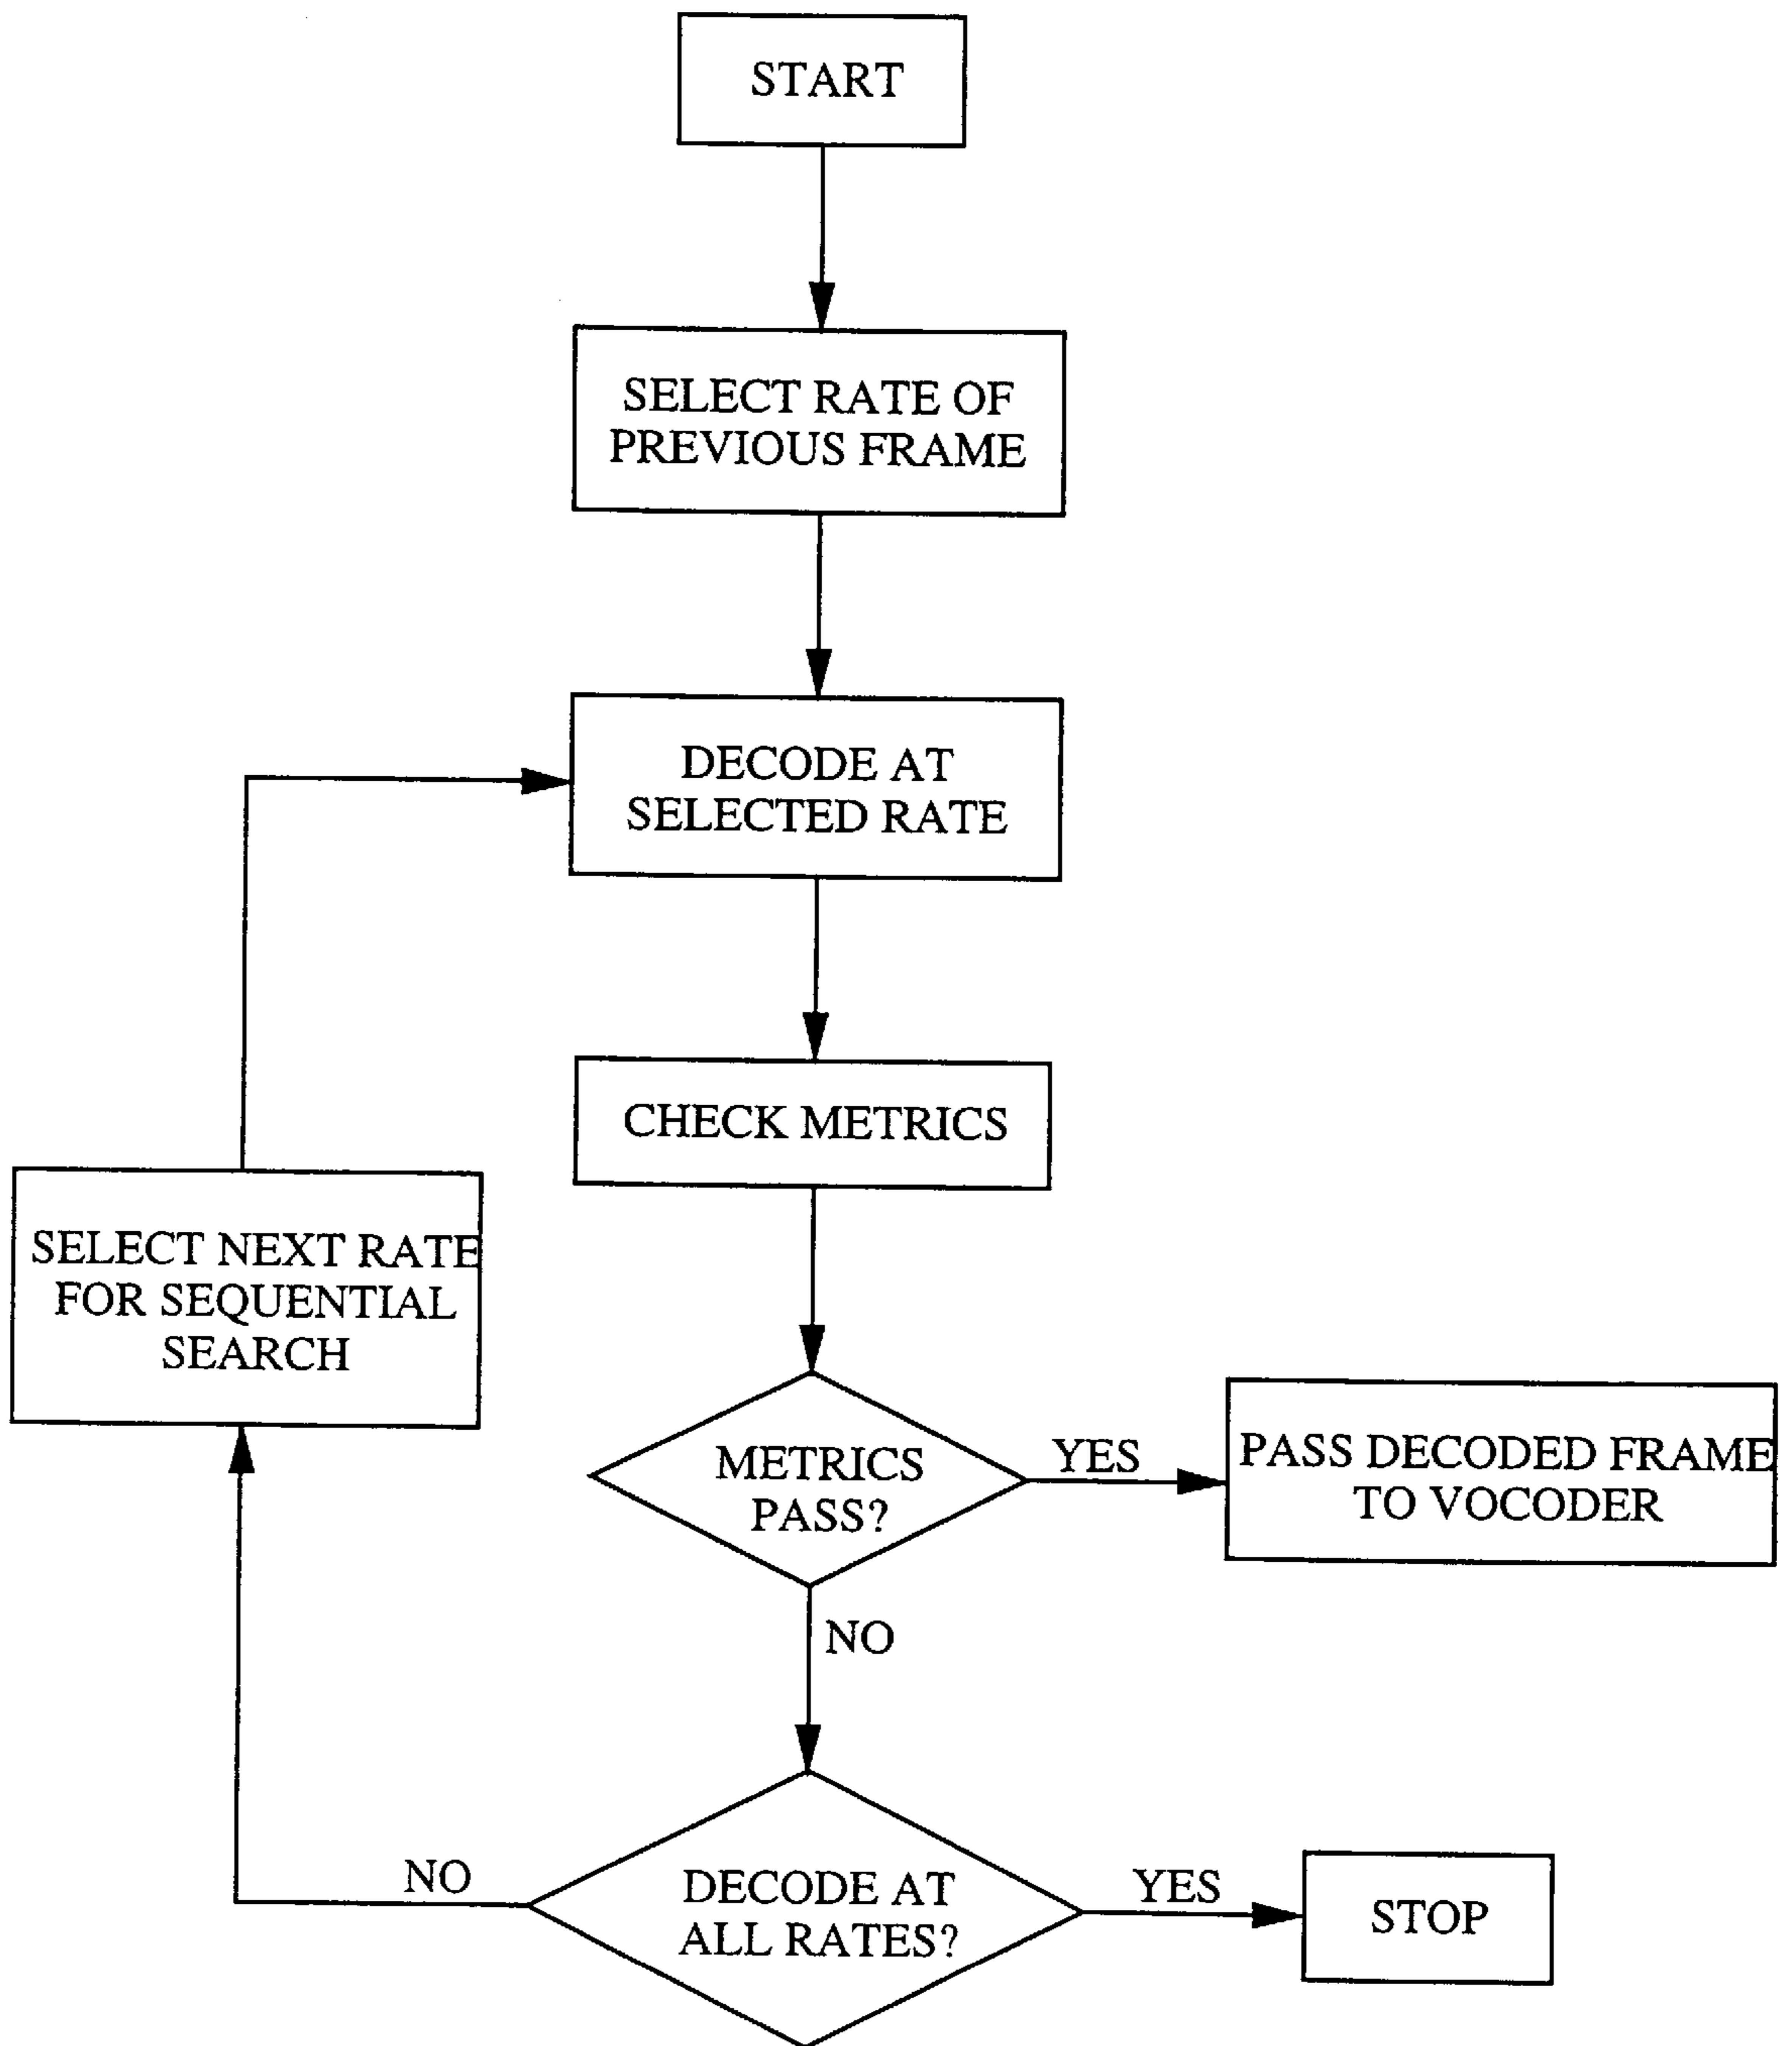 START
SELECT RATE OF
PREVIOUS FRAME
DECODE AT
SELECTED RATE
CHECK METRICS
SELECT NEXT RATE
FOR SEQUENTIAL
SEARCH
METRICS
PASS?
YES
PASS DECODED FRAME
TO VOCODER
NO
NO
DECODE AT
ALL RATES?
YES
STOP